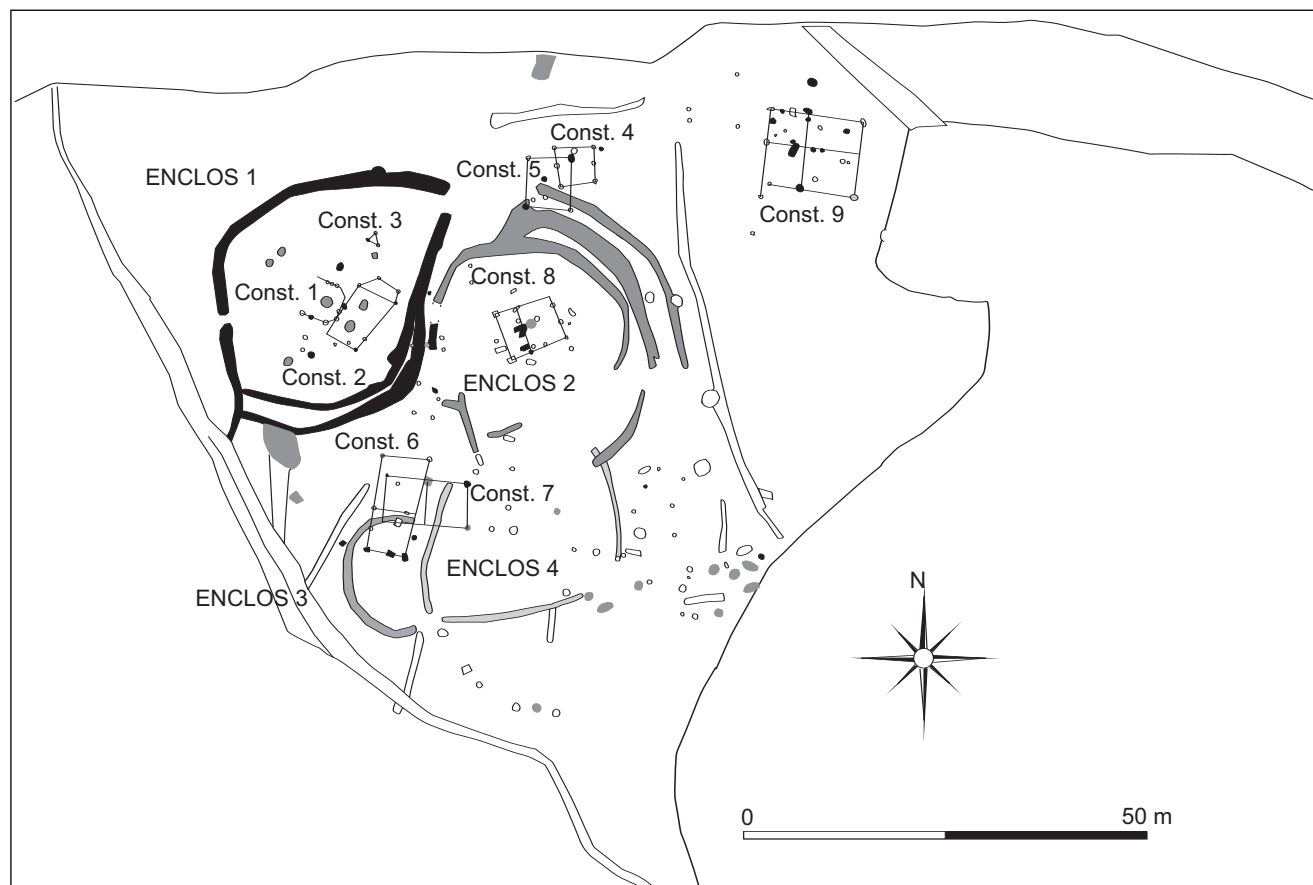 Const. 4
ENCLOS 1
Const. 5
Const. 9
Const. 3
Const. 8
Const. 1
Const. 2
ENCLOS 2
Const. 6
Const. 7
ENCLOS 4
ENCLOS 3
N
0
50 m